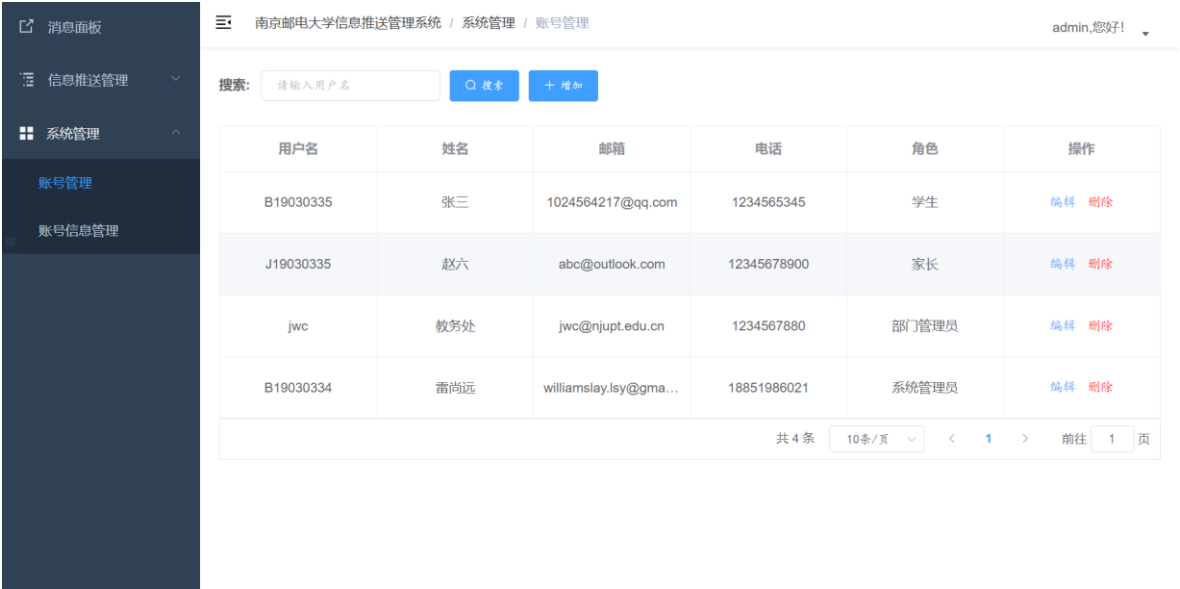 消息面板
信息推送管理
系统管理
账号管理
账号信息管理
南京邮电大学信息推送管理系统 / 系统管理 / 账号管理
admin,您好!
搜索: 请输入用户名 搜索 增加
用户名 姓名 邮箱 电话 角色 操作
B19030335 张三 1024564217@qq.com 1234565345 学生 编辑 删除
J19030335 赵六 abc@outlook.com 12345678900 家长 编辑 删除
jwc 教务处 jwc@njupt.edu.cn 1234567880 部门管理员 编辑 删除
B19030334 雷尚远 williamslay.lsy@gma... 18851986021 系统管理员 编辑 删除
共 4 条 10条/页 < 1 > 前往 1 页